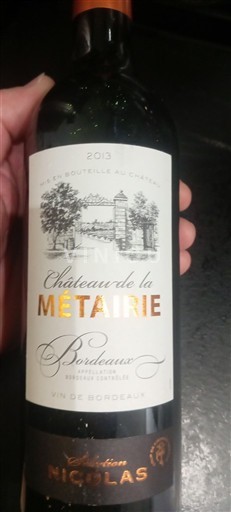 2013
MIS EN BOUTEILLE AU CHÂTEAU
Château de la
MÉTAIRIE
Bordeaux
APPELLATION
BORDEAUX CONTRÔLÉE
VIN DE BORDEAUX
Sélection
NICOLAS